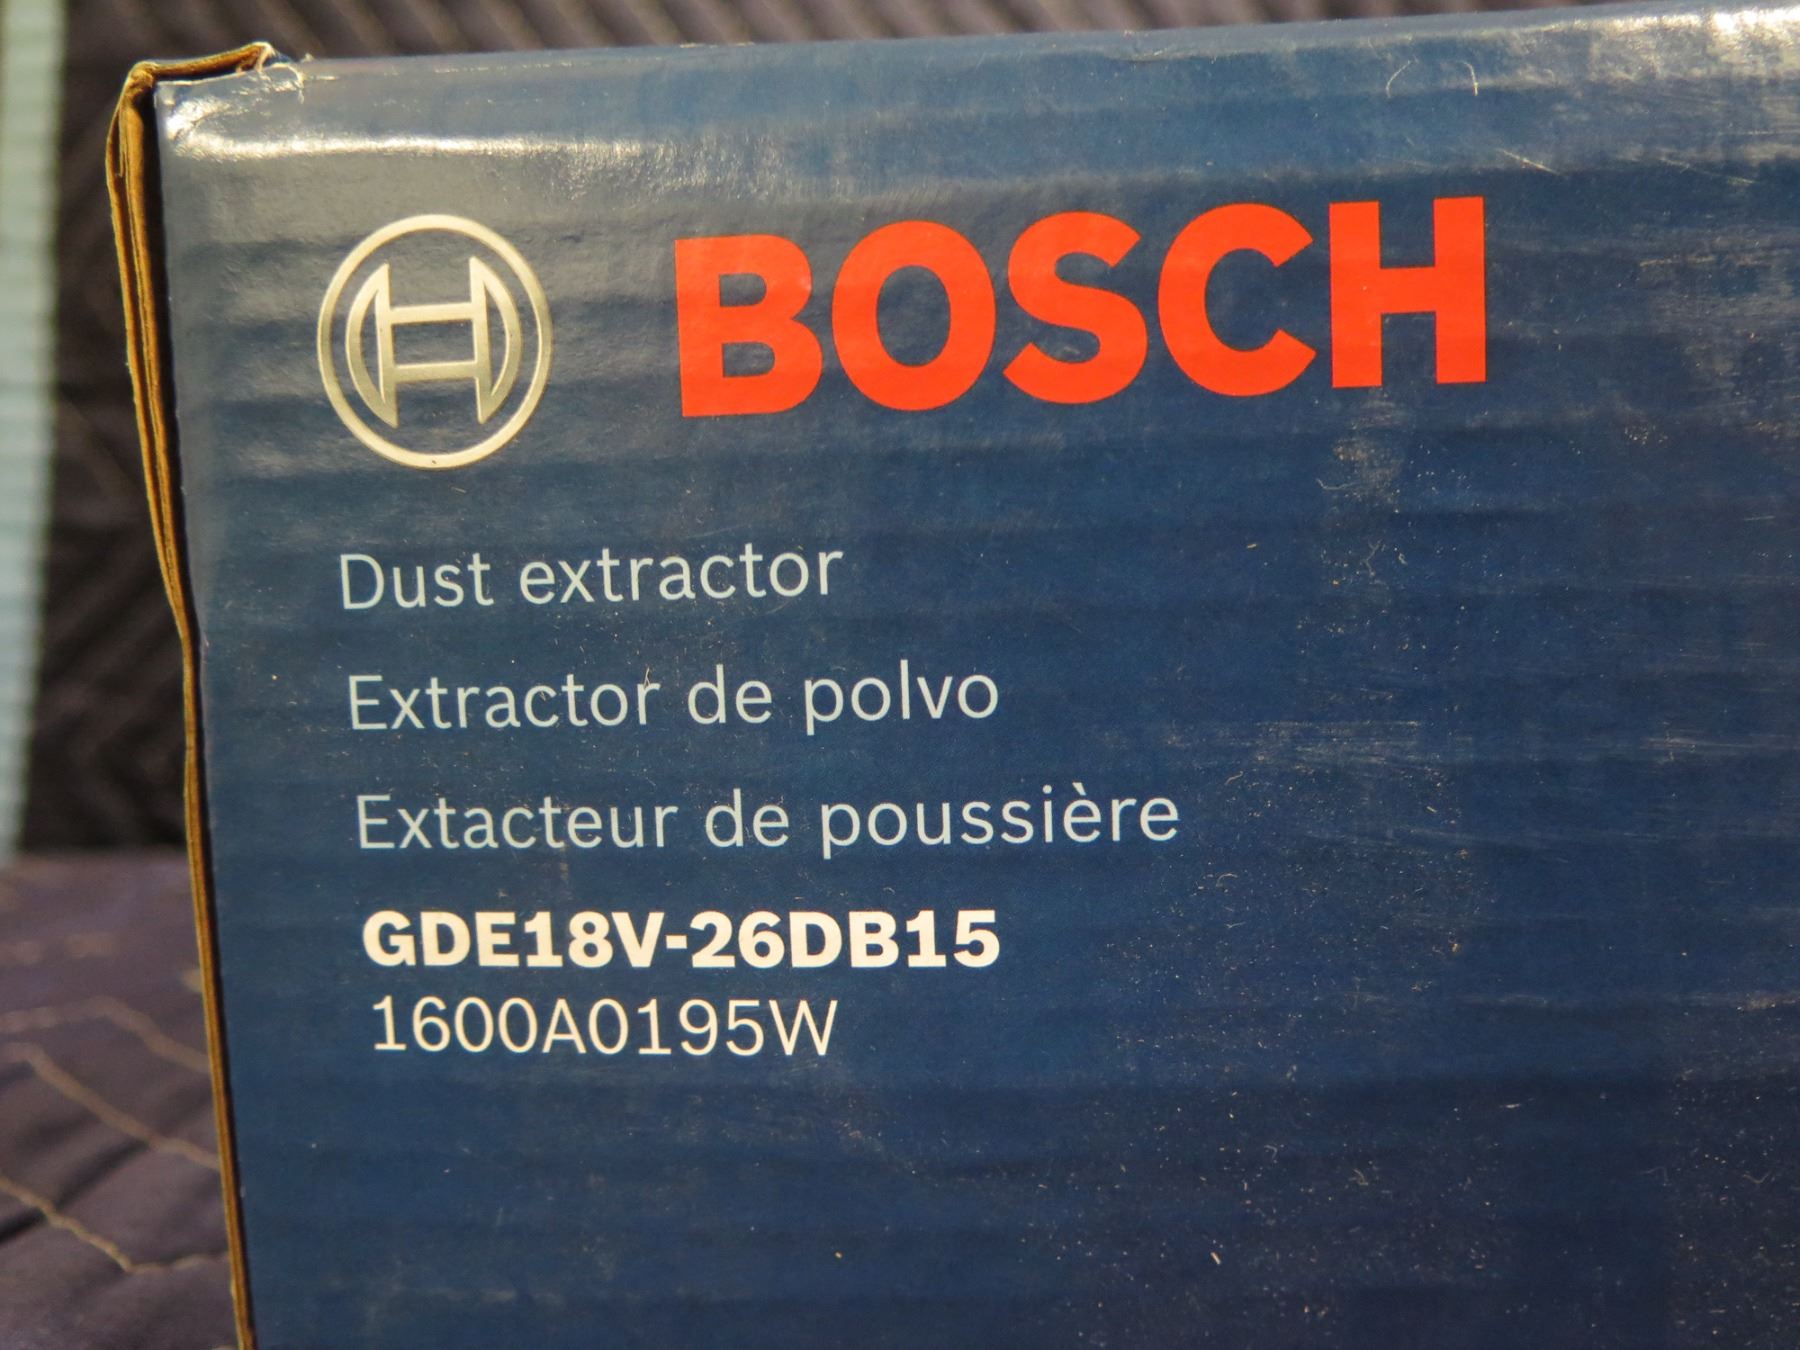 BOSCH
Dust extractor
Extractor de polvo
Extacteur de poussière
GDE18V-26DB15
1600A0195W